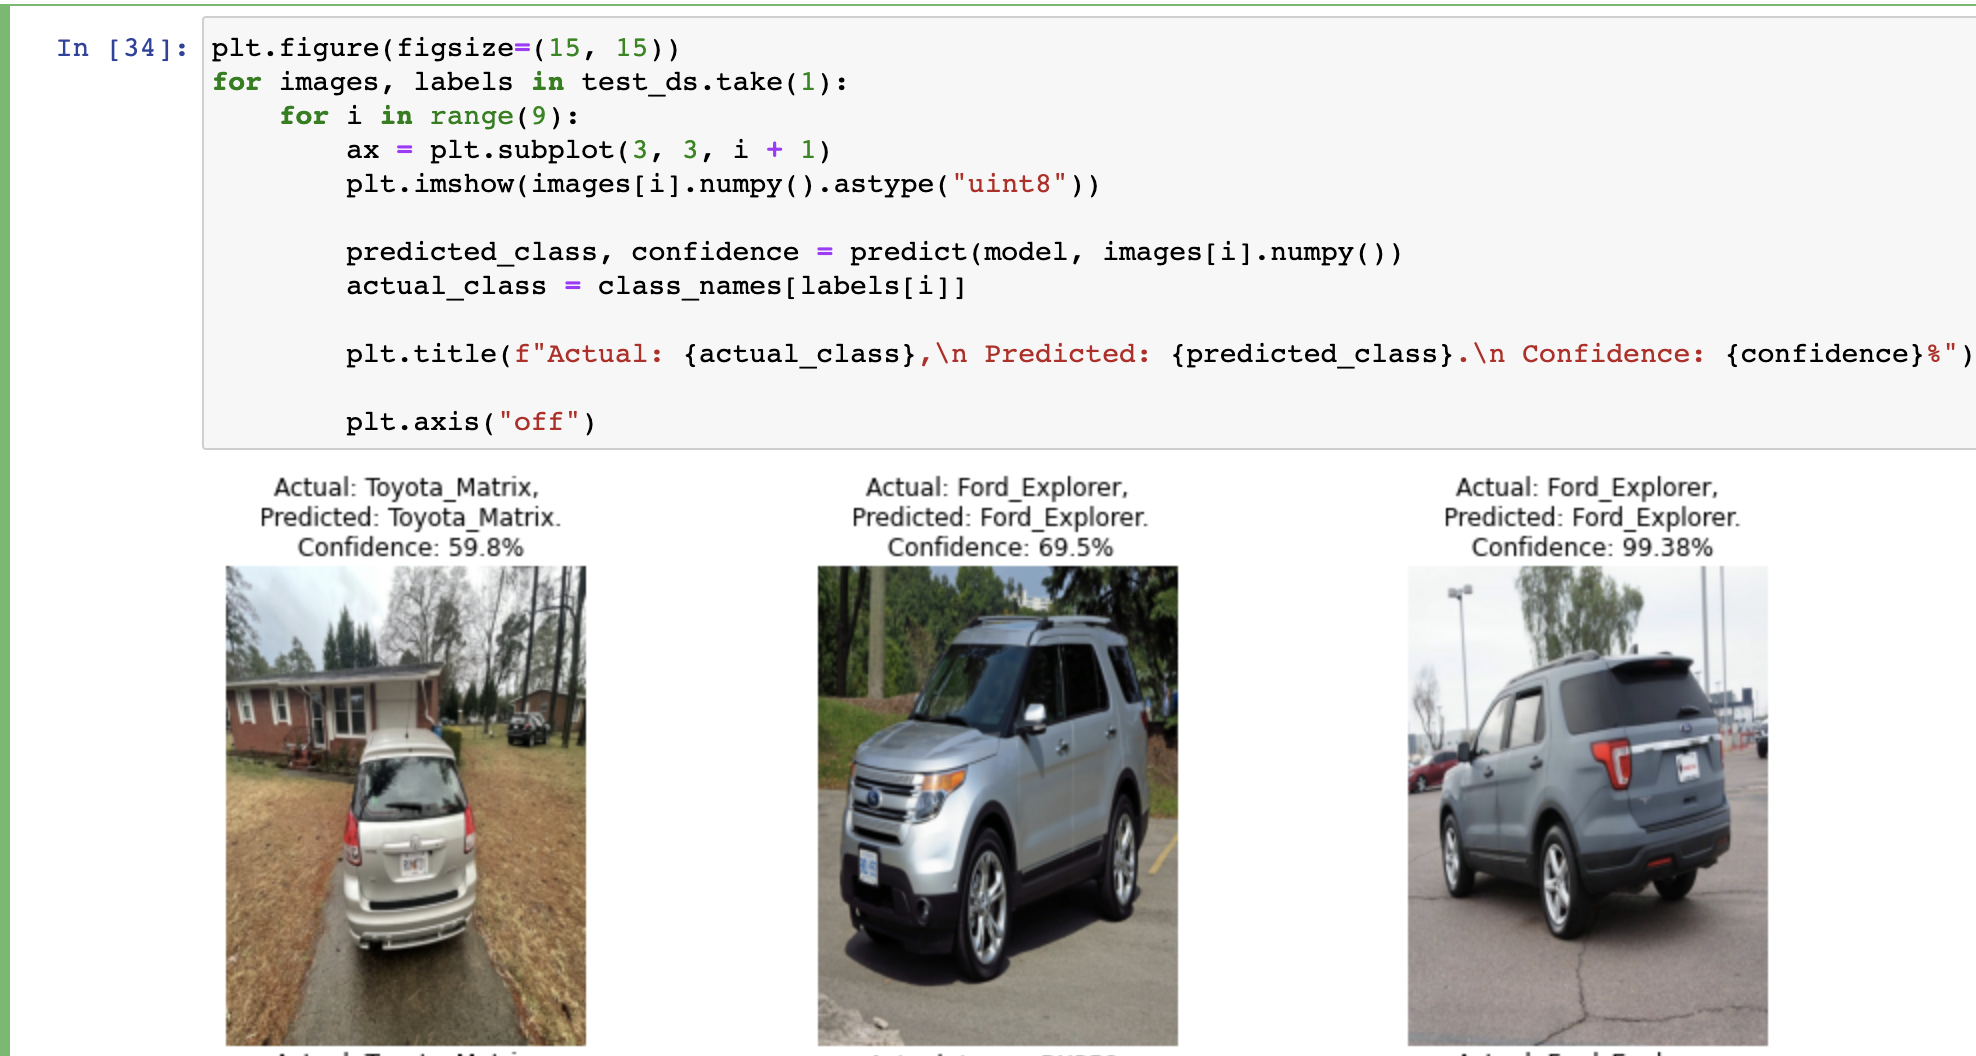 In [34]:
plt.figure(figsize=(15, 15))
for images, labels in test_ds.take(1):
    for i in range(9):
        ax = plt.subplot(3, 3, i + 1)
        plt.imshow(images[i].numpy().astype("uint8"))
        predicted_class, confidence = predict(model, images[i].numpy())
        actual_class = class_names[labels[i]]
        plt.title(f"Actual: {actual_class},\n Predicted: {predicted_class}.\n Confidence: {confidence}%")
        plt.axis("off")
Actual: Toyota_Matrix,
Predicted: Toyota_Matrix.
Confidence: 59.8%
Actual: Ford_Explorer,
Predicted: Ford_Explorer.
Confidence: 69.5%
Actual: Ford_Explorer,
Predicted: Ford_Explorer.
Confidence: 99.38%